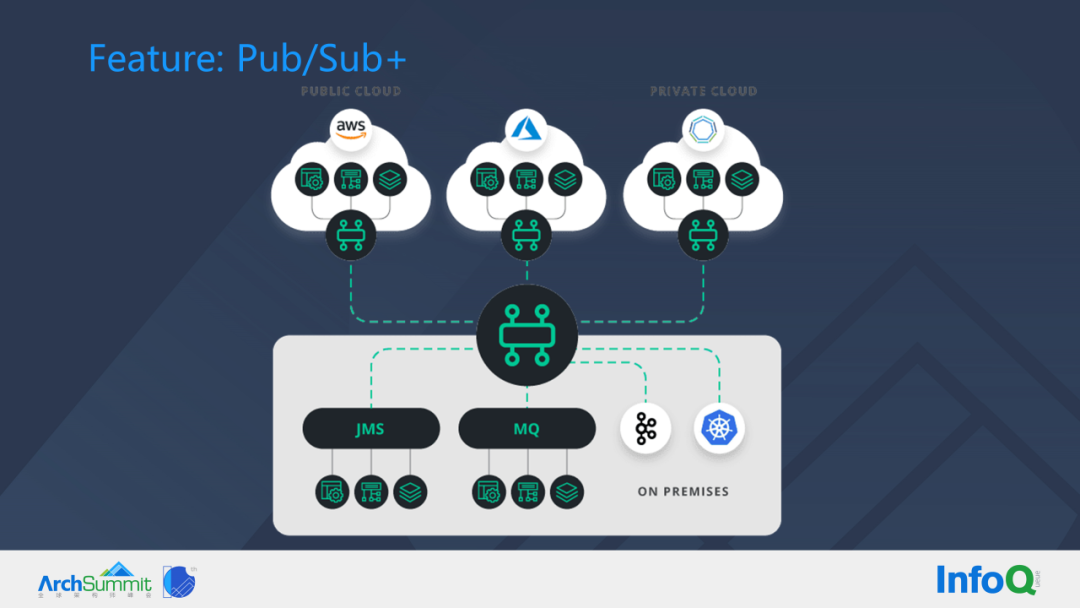 Feature: Pub/Sub+
PUBLIC CLOUD
PRIVATE CLOUD
aws
JMS
MQ
ON PREMISES
ArchSummit
全球架构师峰会
th
InfoQ